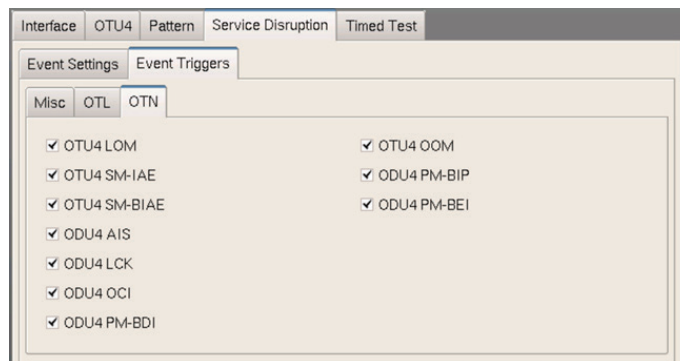 Interface OTU4 Pattern Service Disruption Timed Test
Event Settings Event Triggers
Misc OTL OTN
OTU4 LOM OTU4 OOM
OTU4 SM-IAE ODU4 PM-BIP
OTU4 SM-BIAE ODU4 PM-BEI
ODU4 AIS
ODU4 LCK
ODU4 OCI
ODU4 PM-BDI